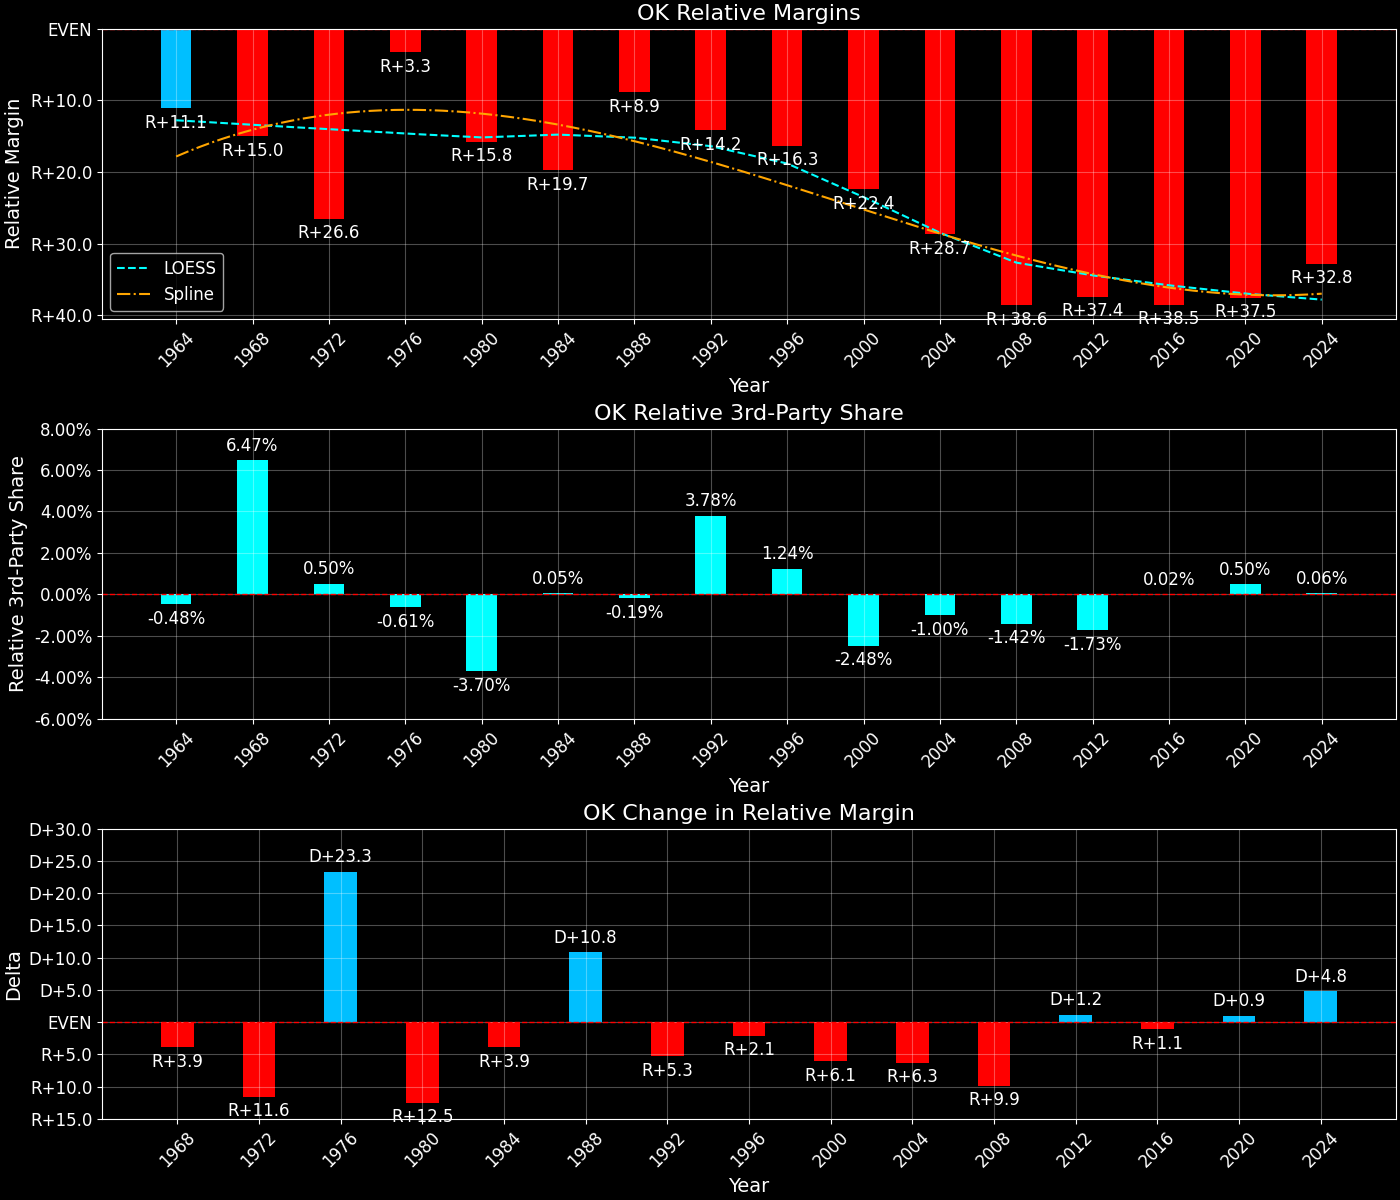 OK Relative Margins
Relative Margin
EVEN
R+10.0
R+20.0
R+30.0
R+40.0
R+11.1
R+15.0
R+26.6
R+3.3
R+15.8
R+19.7
R+8.9
R+14.2
R+16.3
R+22.4
R+28.7
R+38.6
R+37.4
R+38.5
R+37.5
R+32.8
LOESS
Spline
1964
1968
1972
1976
1980
1984
1988
1992
1996
2000
2004
2008
2012
2016
2020
2024
Year
OK Relative 3rd-Party Share
Relative 3rd-Party Share
8.00%
6.00%
4.00%
2.00%
0.00%
-2.00%
-4.00%
-6.00%
-0.48%
6.47%
0.50%
-0.61%
-3.70%
0.05%
-0.19%
3.78%
1.24%
-2.48%
-1.00%
-1.42%
-1.73%
0.02%
0.50%
0.06%
1964
1968
1972
1976
1980
1984
1988
1992
1996
2000
2004
2008
2012
2016
2020
2024
Year
OK Change in Relative Margin
Delta
D+30.0
D+25.0
D+20.0
D+15.0
D+10.0
D+5.0
EVEN
R+5.0
R+10.0
R+15.0
R+3.9
R+11.6
D+23.3
R+12.5
R+3.9
D+10.8
R+5.3
R+2.1
R+6.1
R+6.3
R+9.9
D+1.2
R+1.1
D+0.9
D+4.8
1968
1972
1976
1980
1984
1988
1992
1996
2000
2004
2008
2012
2016
2020
2024
Year